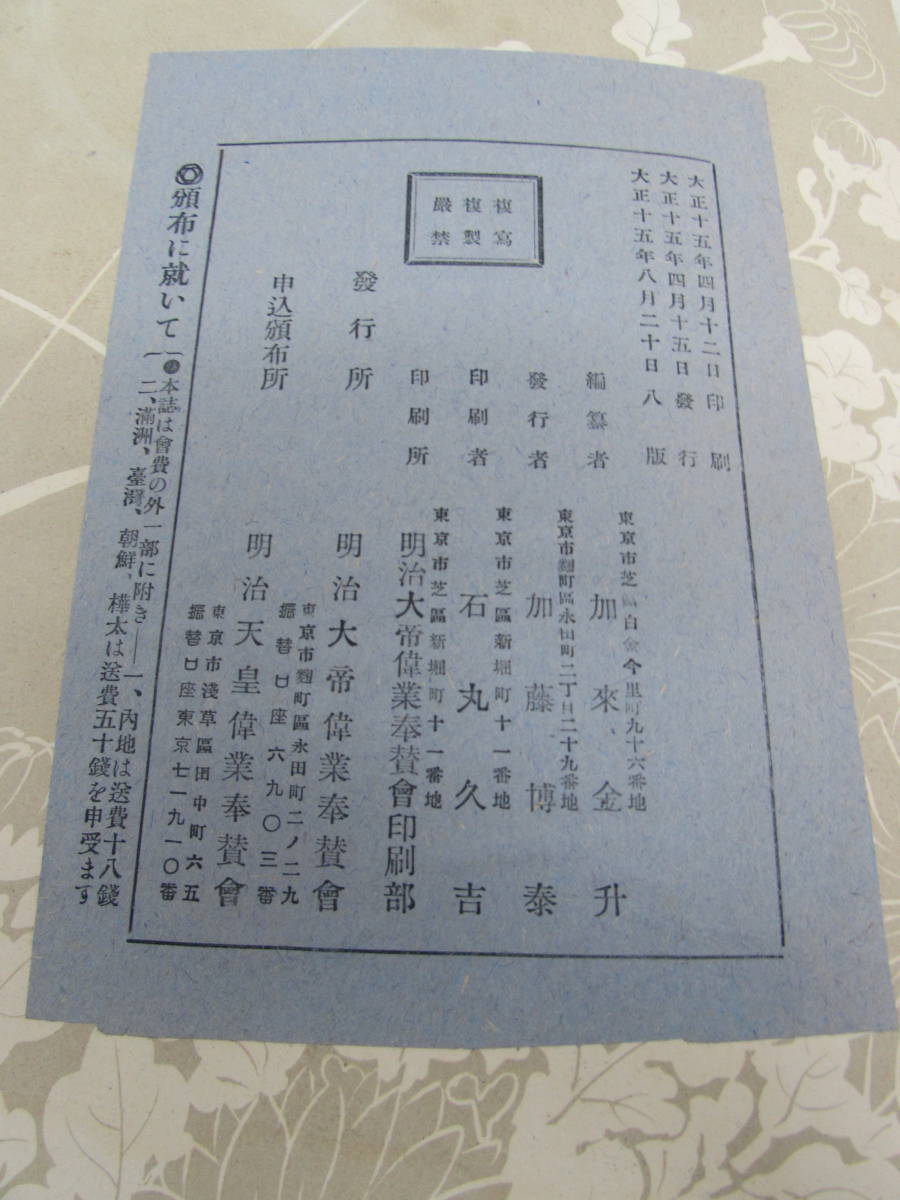 大正十五年四月十二日印刷
大正十五年四月十五日發行
大正十五年八月二十日八版
複寫
複製
嚴禁
編纂者
東京市芝區白金今里町九十六番地
加來金升
發行者
東京市麴町區永田町二丁目二十九番地
加藤博泰
印刷者
東京市芝區新堀町十一番地
石丸久吉
東京市芝區新堀町十一番地
印刷所
明治大帝偉業奉賛會印刷部
發行所
明治大帝偉業奉賛會
東京市麴町區永田町二ノ二九
振替口座六九〇三番
申込頒布所
明治天皇偉業奉賛會
東京市淺草區田中町六五
振替口座東京七一九一〇番
◎頒布に就いて
本誌は會費の外一部に附き——一、內地は送費十八錢
二、滿洲、臺灣、朝鮮、樺太は送費五十錢を申受ます